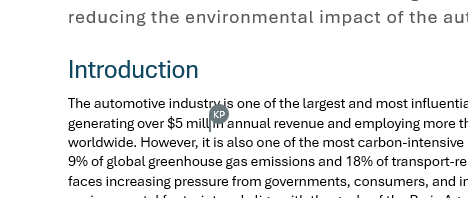 reducing the environmental impact of the aut
Introduction
The automotive industry is one of the largest and most influentia
KP
generating over $5 mill in annual revenue and employing more th
worldwide. However, it is also one of the most carbon-intensive
9% of global greenhouse gas emissions and 18% of transport-re
faces increasing pressure from governments, consumers, and in